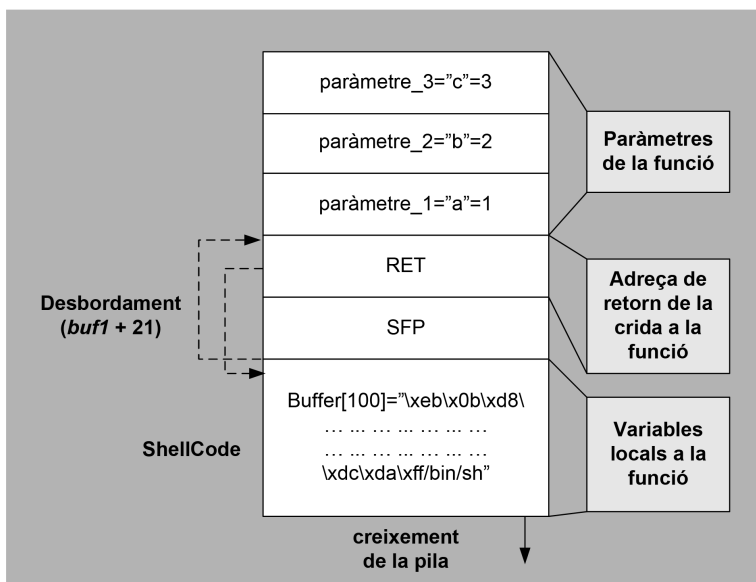 paràmetre_3=”c”=3
paràmetre_2=”b”=2
paràmetre_1=”a”=1
RET
SFP
Buffer[100]=”\xeb\x0b\xd8\
… ... … ... … ... …
… ... … ... … ... …
\xdc\xda\xff/bin/sh”
Paràmetres
de la funció
Adreça de
retorn de la
crida a la
funció
Variables
locals a la
funció
Desbordament
(buf1 + 21)
ShellCode
creixement
de la pila